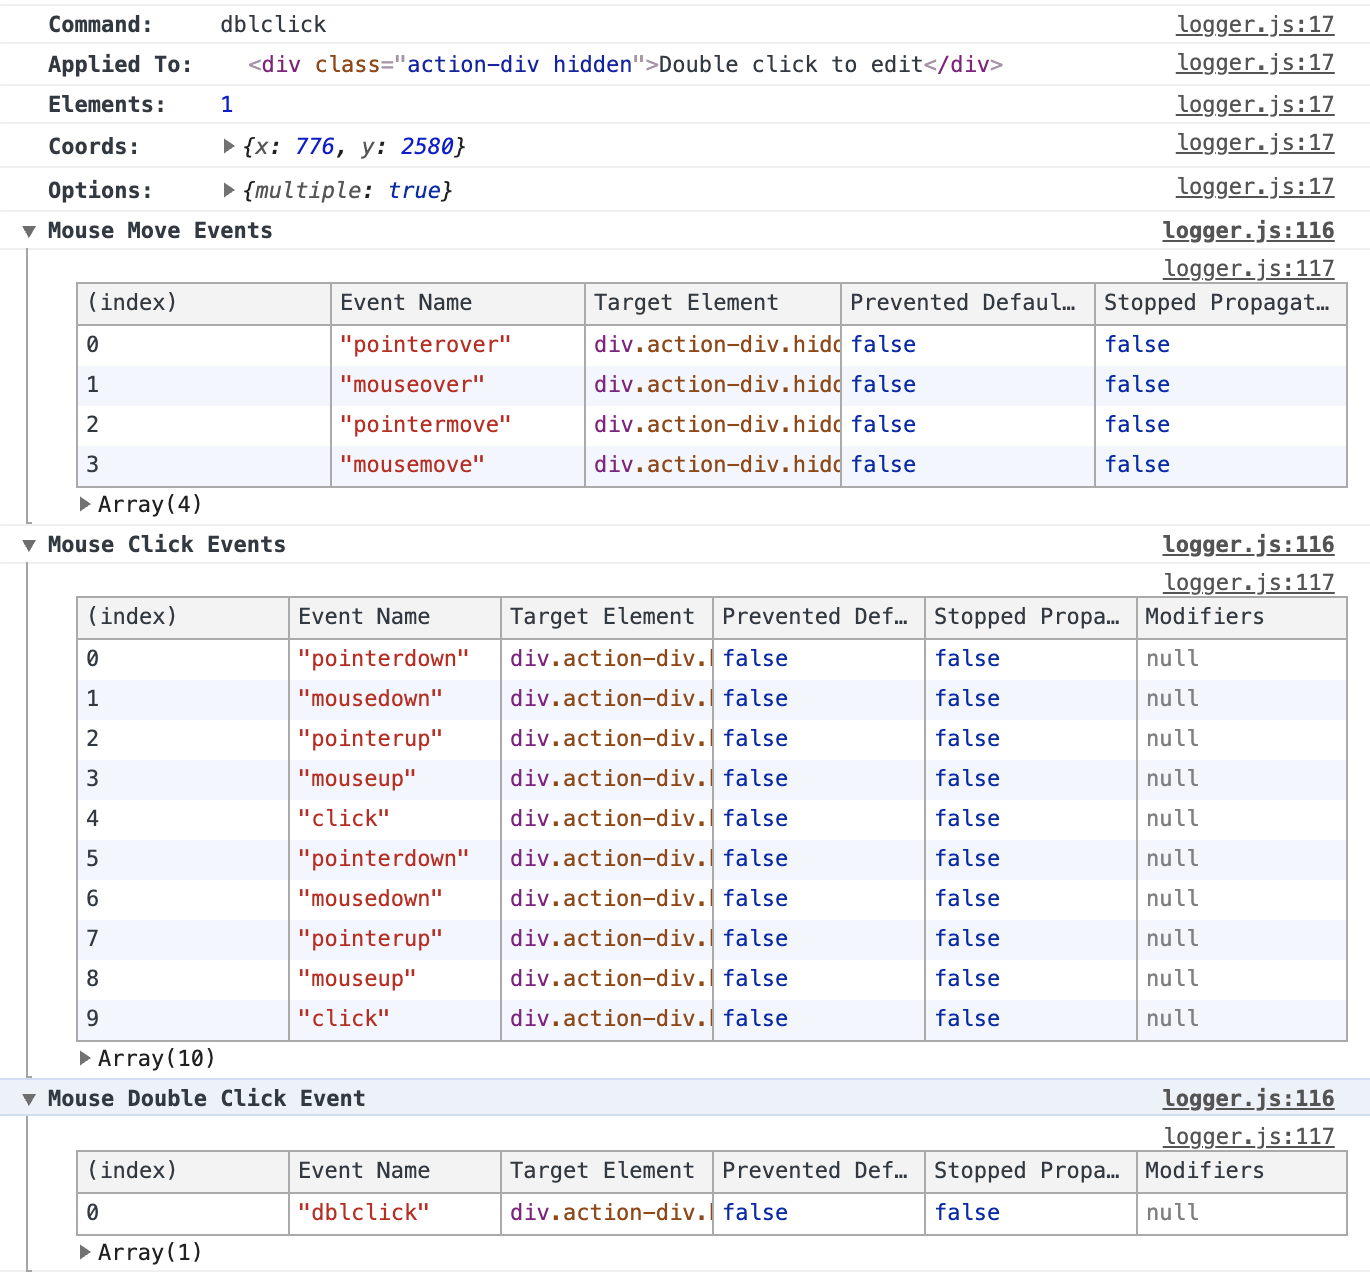 Command: dblclick logger.js:17
Applied To: <div class="action-div hidden">Double click to edit</div> logger.js:17
Elements: 1 logger.js:17
Coords: ▶ {x: 776, y: 2580} logger.js:17
Options: ▶ {multiple: true} logger.js:17
▼ Mouse Move Events logger.js:116
logger.js:117
(index) Event Name Target Element Prevented Defaul… Stopped Propagat…
0 "pointerover" div.action-div.hidd false false
1 "mouseover" div.action-div.hidd false false
2 "pointermove" div.action-div.hidd false false
3 "mousemove" div.action-div.hidd false false
▶ Array(4)
▼ Mouse Click Events logger.js:116
logger.js:117
(index) Event Name Target Element Prevented Def… Stopped Propa… Modifiers
0 "pointerdown" div.action-div.h false false null
1 "mousedown" div.action-div.h false false null
2 "pointerup" div.action-div.h false false null
3 "mouseup" div.action-div.h false false null
4 "click" div.action-div.h false false null
5 "pointerdown" div.action-div.h false false null
6 "mousedown" div.action-div.h false false null
7 "pointerup" div.action-div.h false false null
8 "mouseup" div.action-div.h false false null
9 "click" div.action-div.h false false null
▶ Array(10)
▼ Mouse Double Click Event logger.js:116
logger.js:117
(index) Event Name Target Element Prevented Def… Stopped Propa… Modifiers
0 "dblclick" div.action-div.h false false null
▶ Array(1)